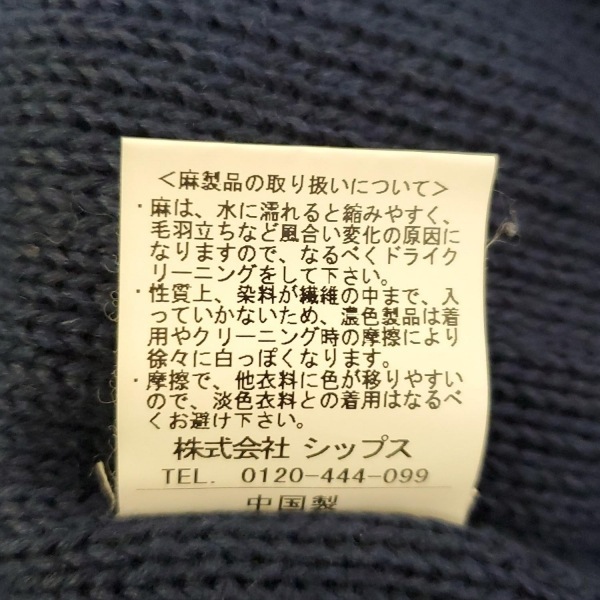 ＜麻製品の取り扱いについて＞
・麻は、水に濡れると縮みやすく、
毛羽立ちなど風合い変化の原因に
なりますので、なるべくドライク
リーニングをして下さい。
・性質上、染料が繊維の中まで、入
っていかないため、濃色製品は着
用やクリーニング時の摩擦により
徐々に白っぽくなります。
・摩擦で、他衣料に色が移りやすい
ので、淡色衣料との着用はなるべ
くお避け下さい。
株式会社 シップス
TEL. 0120-444-099
中国製